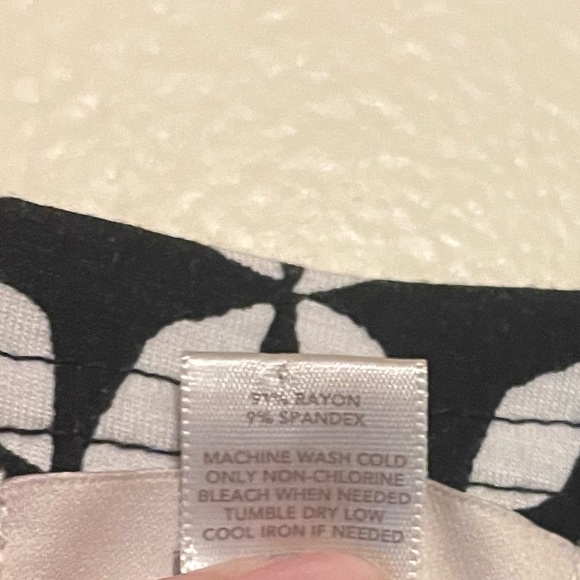 91% RAYON
9% SPANDEX
MACHINE WASH COLD
ONLY NON-CHLORINE
BLEACH WHEN NEEDED
TUMBLE DRY LOW
COOL IRON IF NEEDED